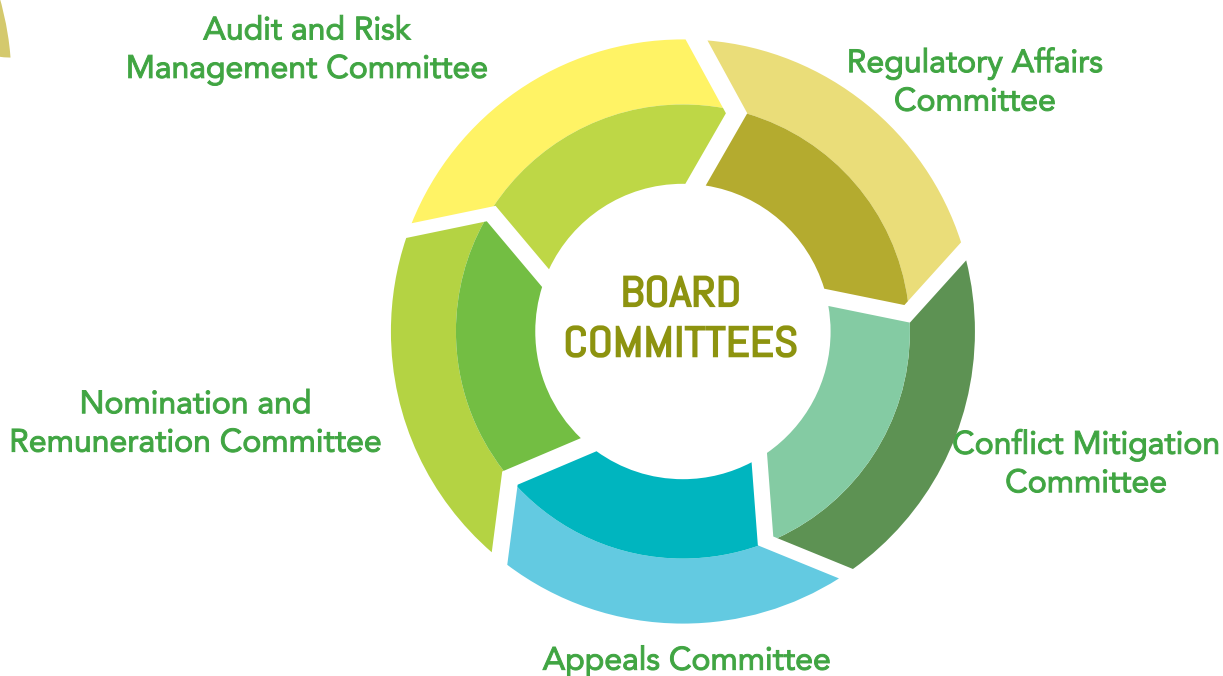 Audit and Risk
Management Committee
Regulatory Affairs
Committee
BOARD
COMMITTEES
Nomination and
Remuneration Committee
Conflict Mitigation
Committee
Appeals Committee